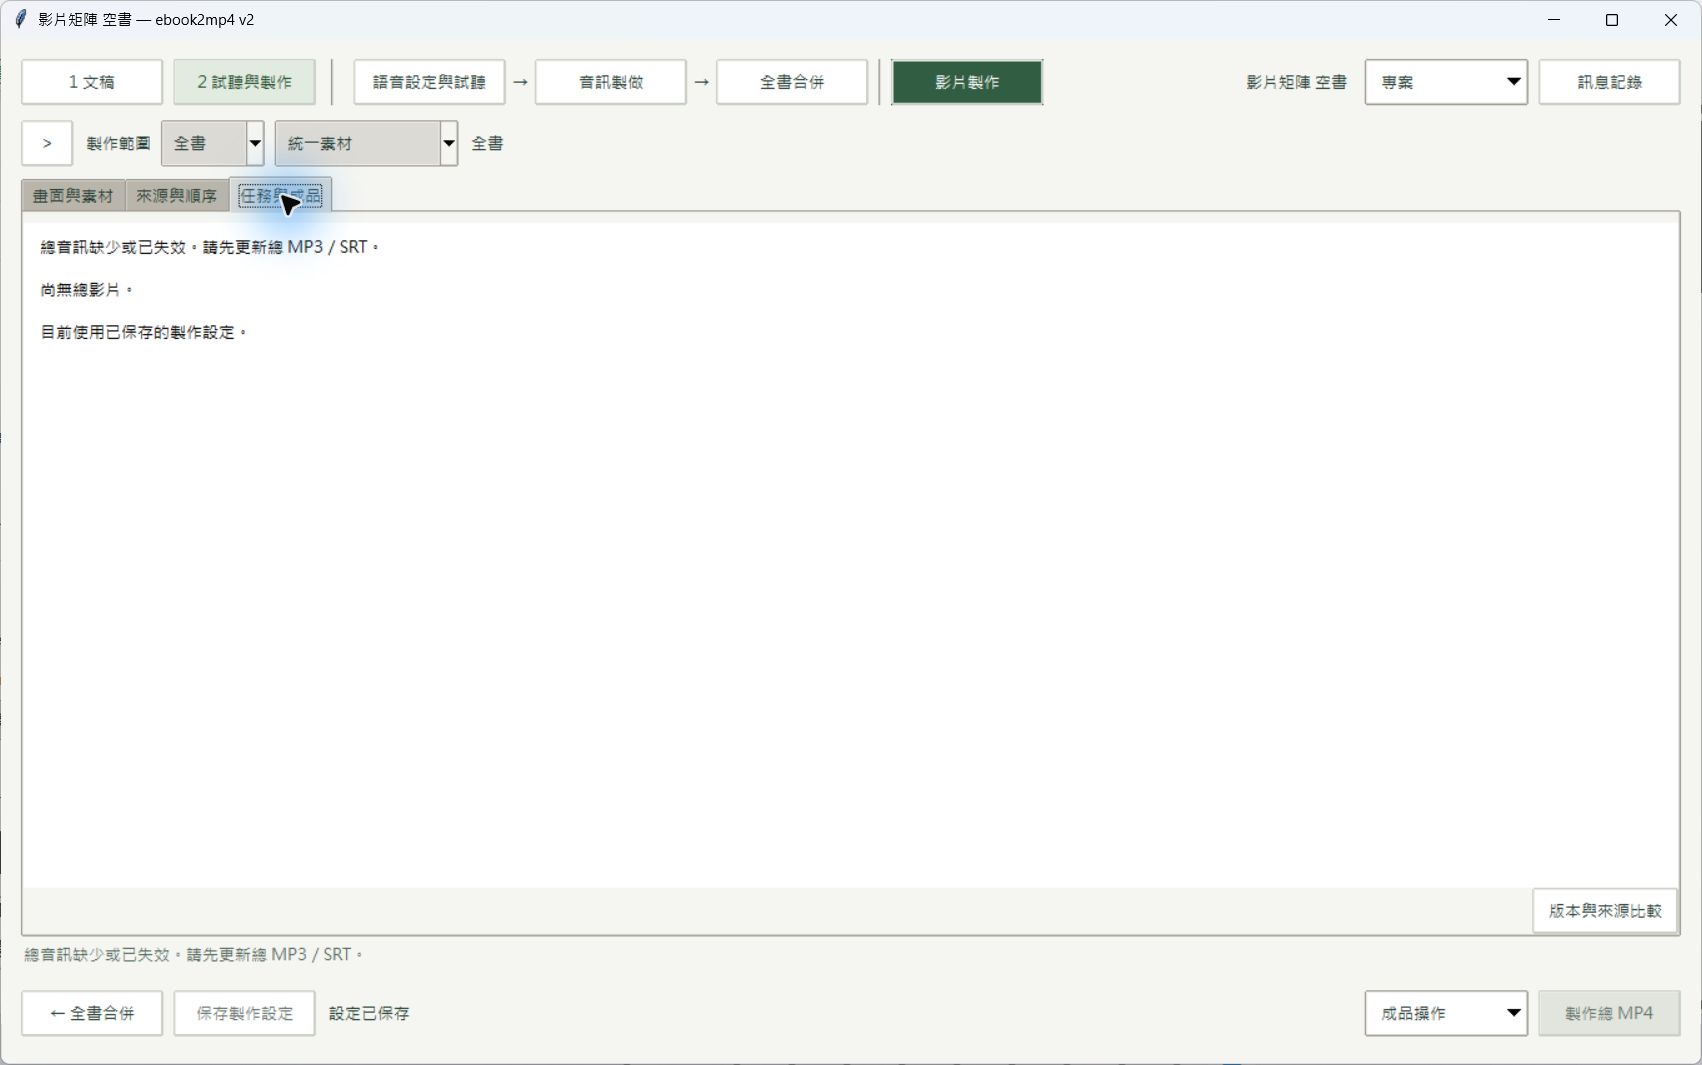 影片矩陣 空書 — ebook2mp4 v2
1 文稿
2 試聽與製作
語音設定與試聽
→
音訊製做
→
全書合併
影片製作
影片矩陣 空書
專案
訊息記錄
>
製作範圍
全書
統一素材
全書
畫面與素材
來源與順序
任務與成品
總音訊缺少或已失效。請先更新總 MP3 / SRT。
尚無總影片。
目前使用已保存的製作設定。
版本與來源比較
總音訊缺少或已失效。請先更新總 MP3 / SRT。
← 全書合併
保存製作設定
設定已保存
成品操作
製作總 MP4